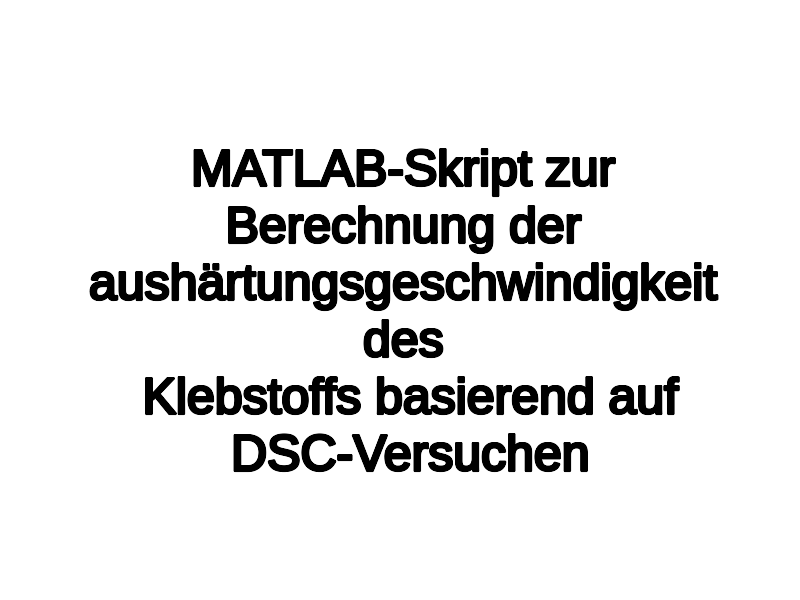 MATLAB-Skript zur
Berechnung der
aushärtungsgeschwindigkeit
des
Klebstoffs basierend auf
DSC-Versuchen